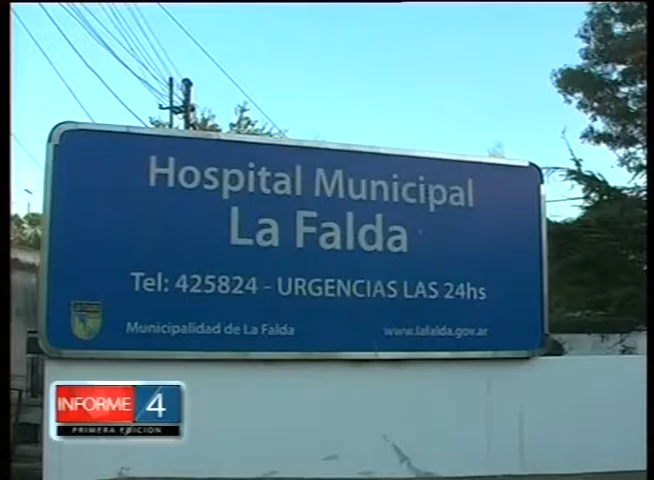 Hospital Municipal
La Falda
Tel: 425824 - URGENCIAS LAS 24hs
Municipalidad de La Falda
www.lafalda.gov.ar
INFORME 4
PRIMERA EDICION